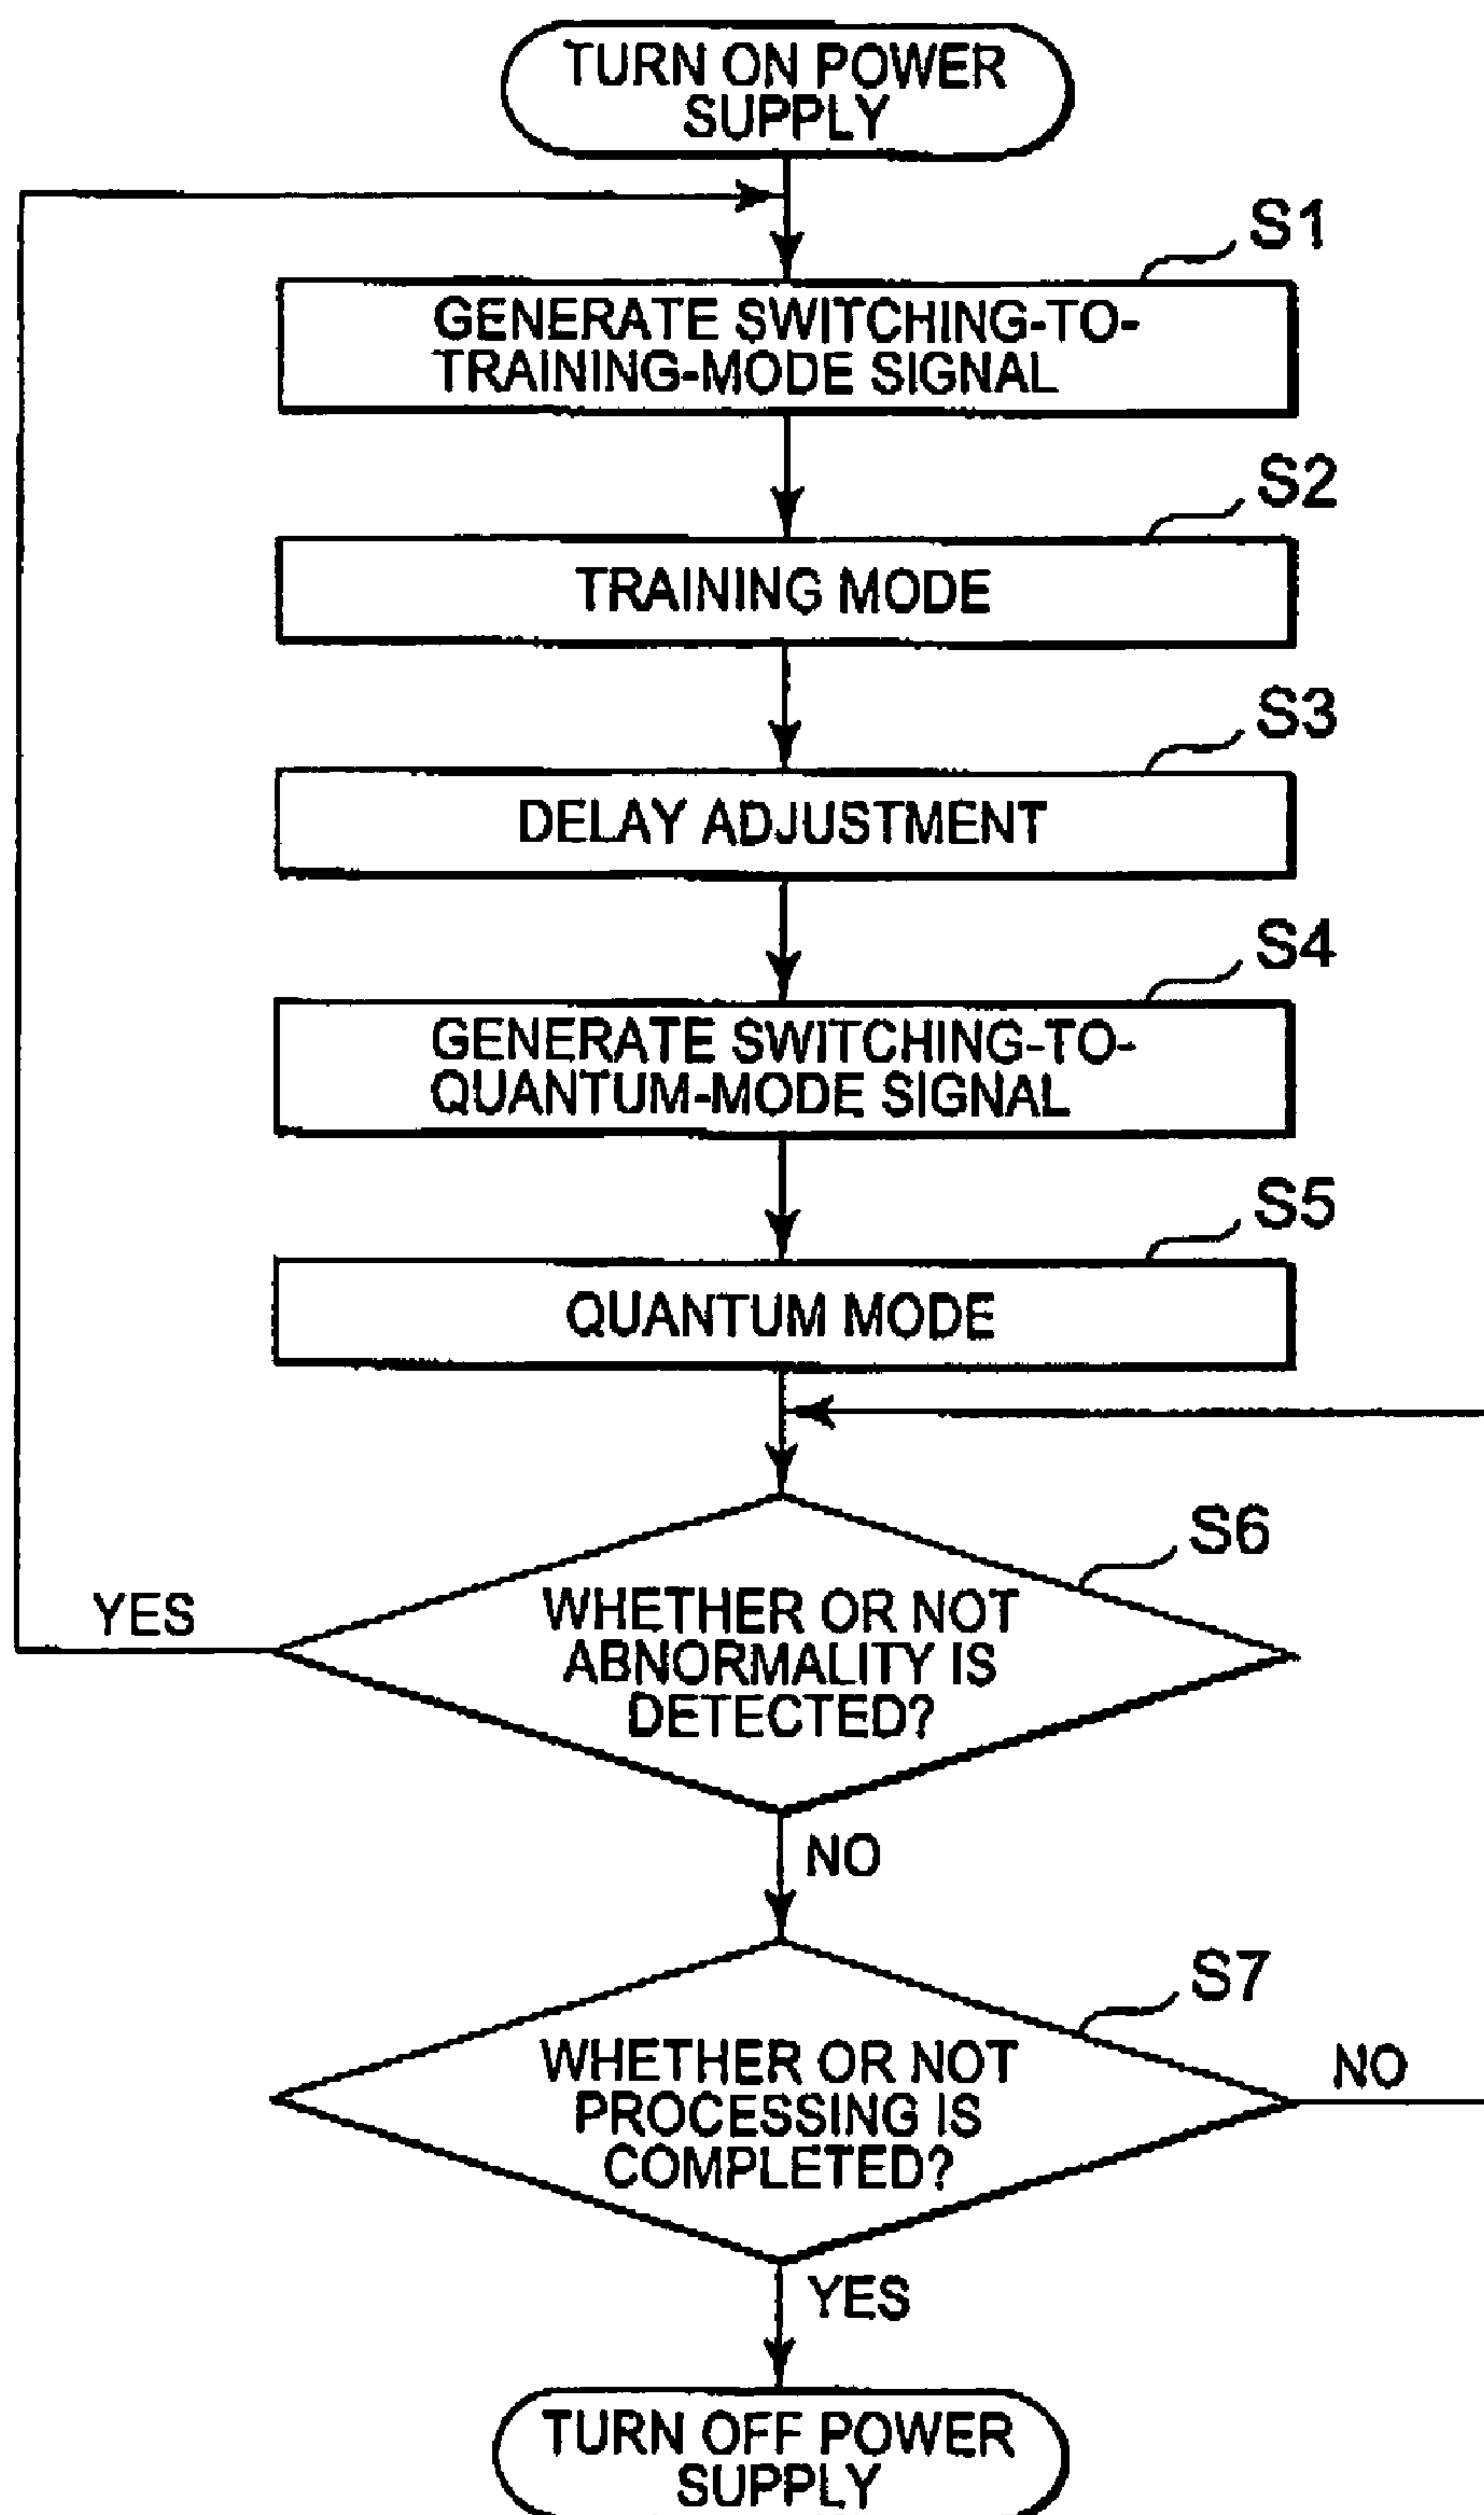 TURN ON POWER
SUPPLY
S1
GENERATE SWITCHING-TO-
TRAINING-MODE SIGNAL
S2
TRAINING MODE
S3
DELAY ADJUSTMENT
S4
GENERATE SWITCHING-TO-
QUANTUM-MODE SIGNAL
S5
QUANTUM MODE
S6
YES
WHETHER OR NOT
ABNORMALITY IS
DETECTED?
NO
S7
WHETHER OR NOT
PROCESSING IS
COMPLETED?
NO
YES
TURN OFF POWER
SUPPLY